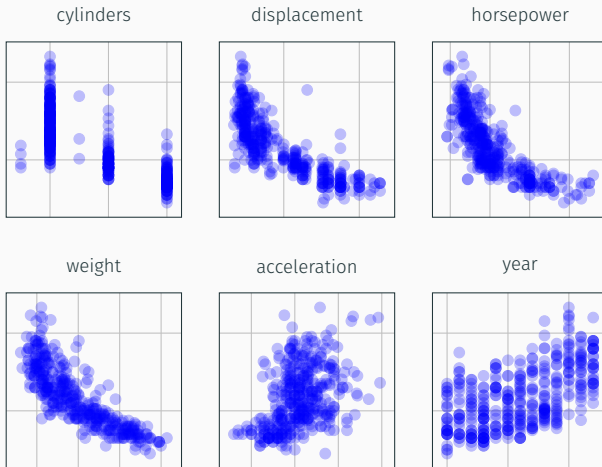 cylinders
displacement
horsepower
weight
acceleration
year